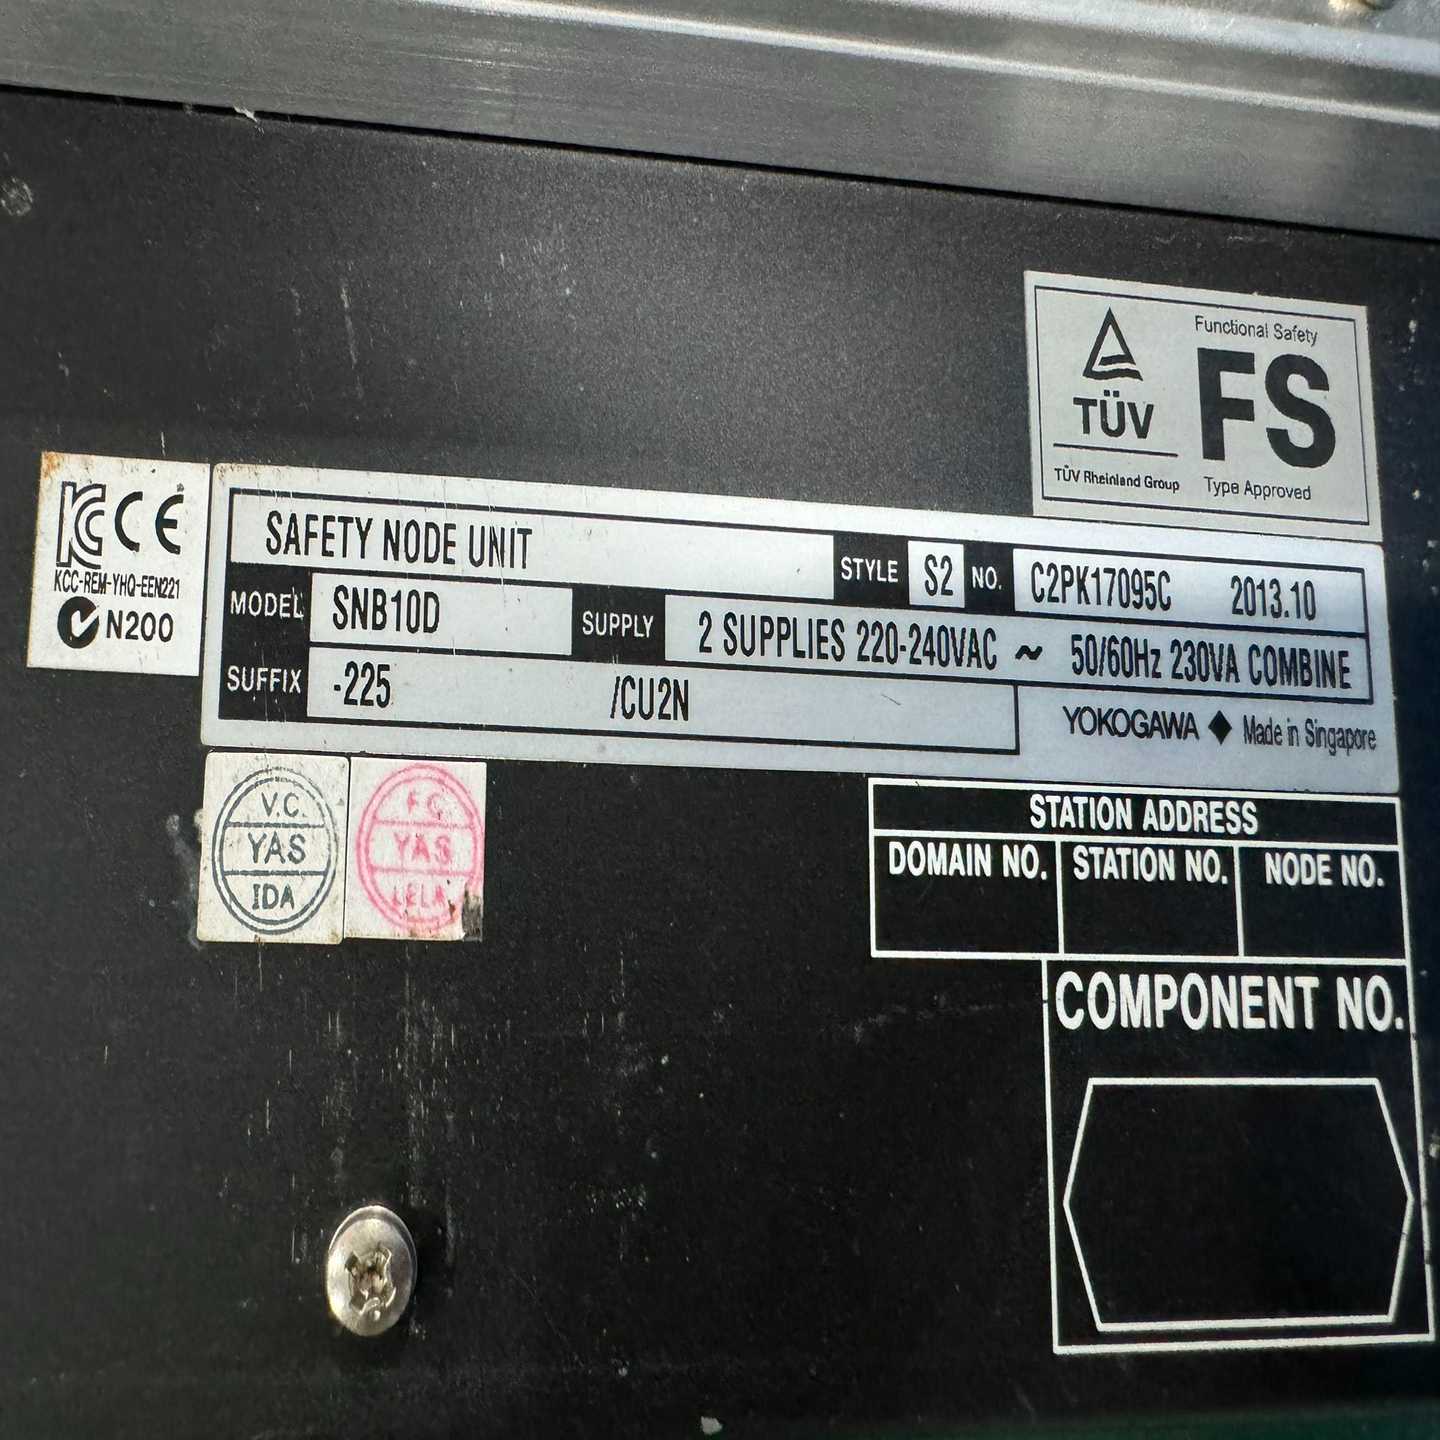 Functional Safety
TÜV
FS
TÜV Rheinland Group
Type Approved
KC CE
KCC-REM-YHQ-EEN221
N200
SAFETY NODE UNIT
STYLE S2 NO. C2PK17095C 2013.10
MODEL SNB10D SUPPLY 2 SUPPLIES 220-240VAC ~ 50/60Hz 230VA COMBINE
SUFFIX -225 /CU2N
YOKOGAWA ◆ Made in Singapore
V.C.
YAS
IDA
F.C.
YAS
LELA
STATION ADDRESS
DOMAIN NO. STATION NO. NODE NO.
COMPONENT NO.